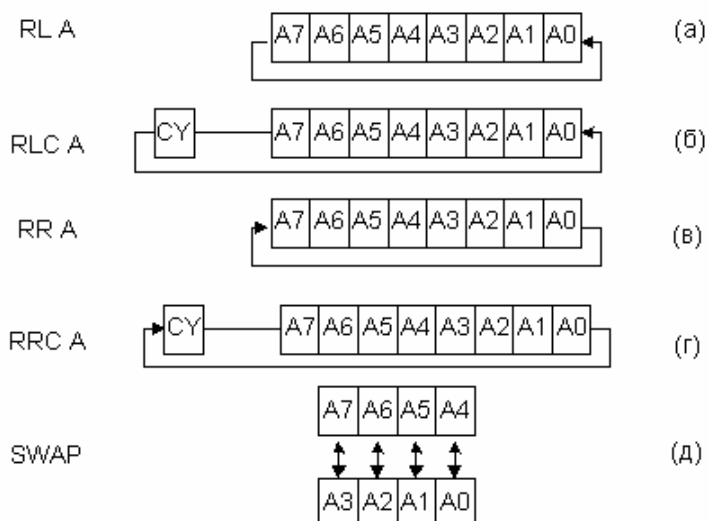 RL A A7 A6 A5 A4 A3 A2 A1 A0 (а)
RLC A CY A7 A6 A5 A4 A3 A2 A1 A0 (б)
RR A A7 A6 A5 A4 A3 A2 A1 A0 (в)
RRC A CY A7 A6 A5 A4 A3 A2 A1 A0 (г)
A7 A6 A5 A4
SWAP (д)
A3 A2 A1 A0